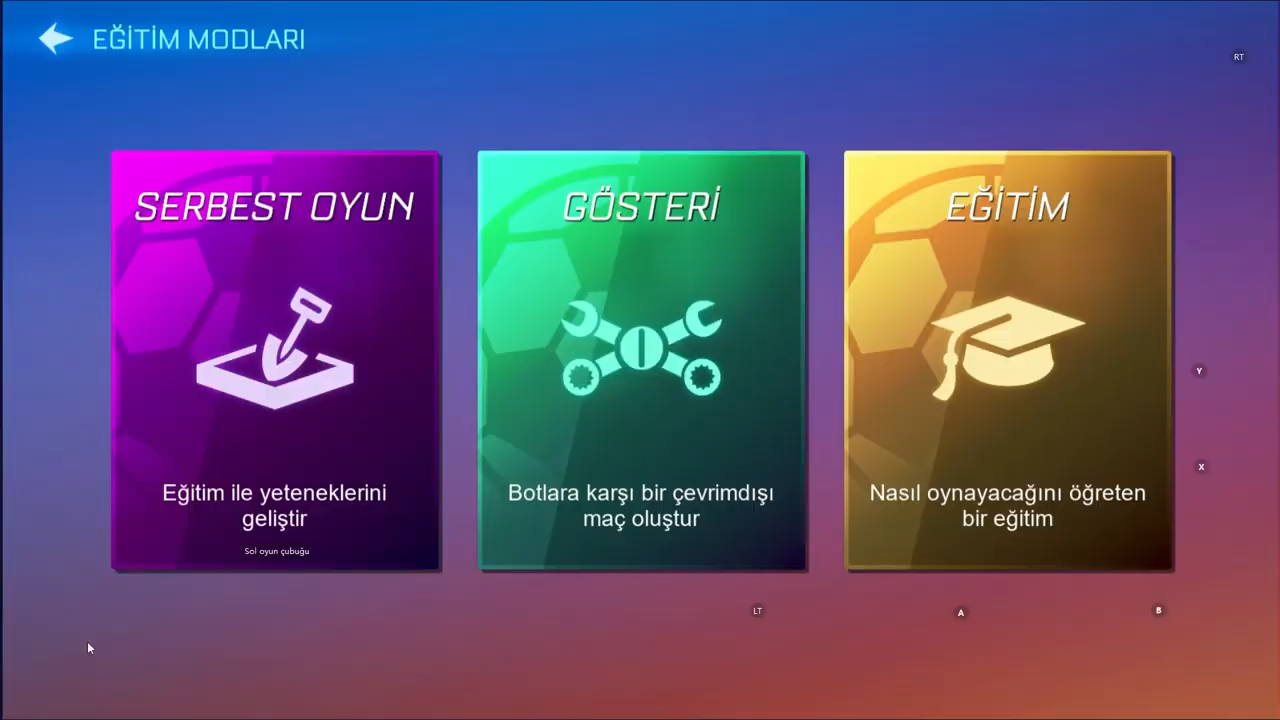 EĞİTİM MODLARI
RT
SERBEST OYUN
GÖSTERİ
EĞİTİM
Y
X
Eğitim ile yeteneklerini
geliştir
Botlara karşı bir çevrimdışı
maç oluştur
Nasıl oynayacağını öğreten
bir eğitim
Sol oyun çubuğu
LT
A
B